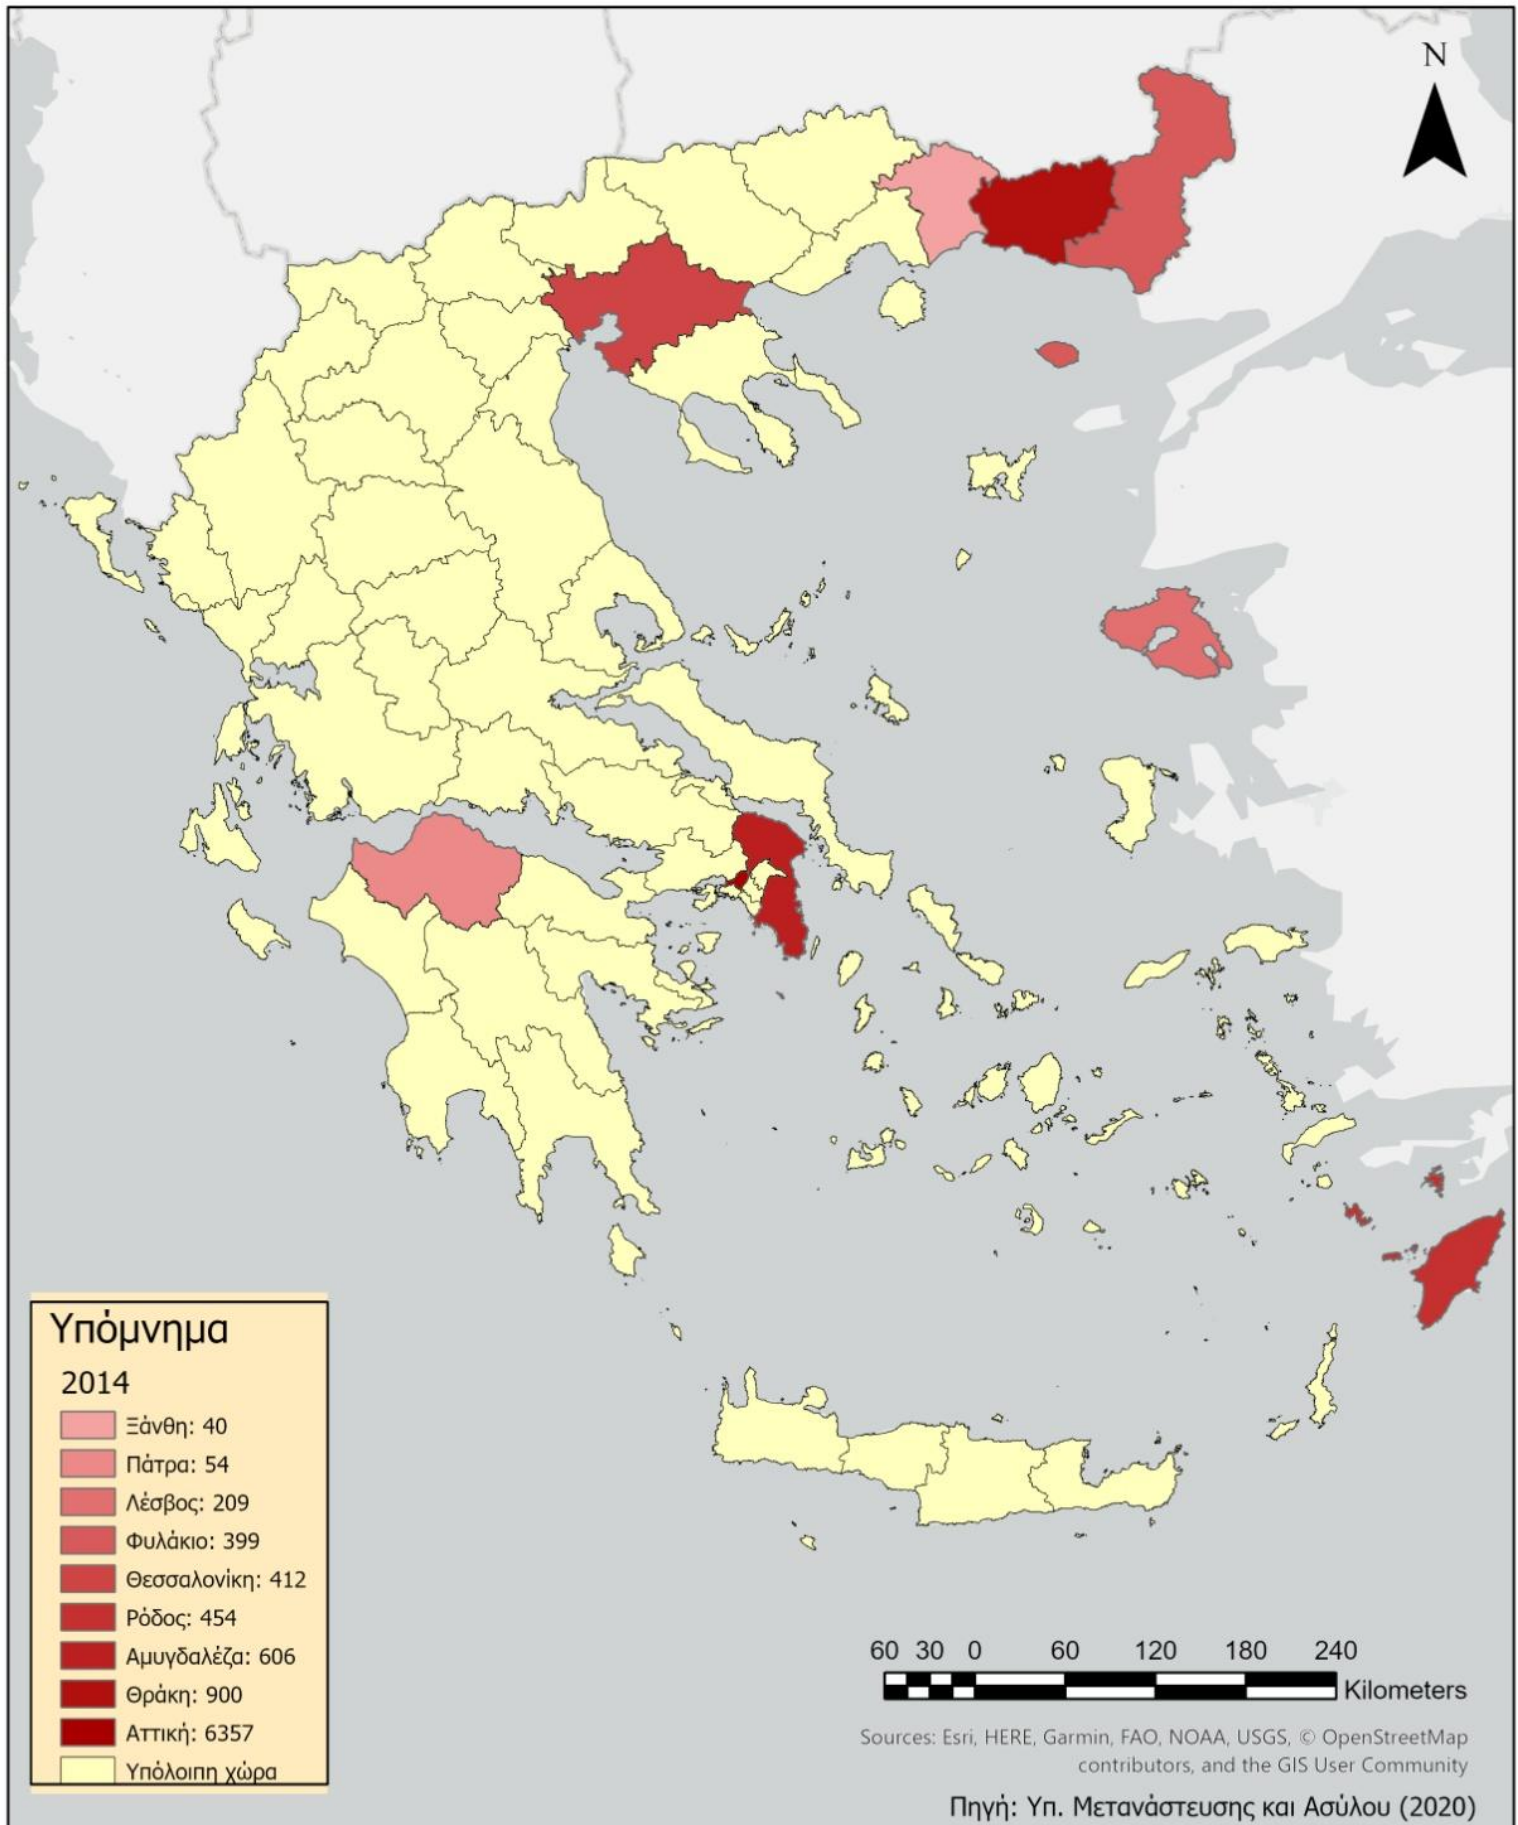 N
Υπόμνημα
2014
Ξάνθη: 40
Πάτρα: 54
Λέσβος: 209
Φυλάκιο: 399
Θεσσαλονίκη: 412
Ρόδος: 454
Αμυγδαλέζα: 606
Θράκη: 900
Αττική: 6357
Υπόλοιπη χώρα
60 30 0 60 120 180 240
Kilometers
Sources: Esri, HERE, Garmin, FAO, NOAA, USGS, © OpenStreetMap
contributors, and the GIS User Community
Πηγή: Υπ. Μετανάστευσης και Ασύλου (2020)